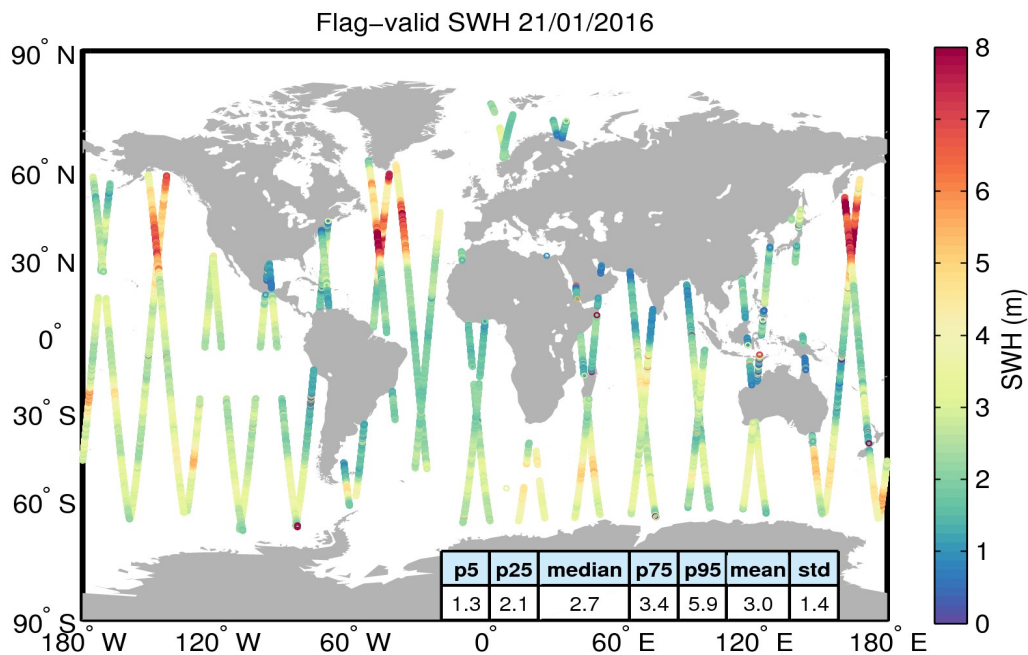 Flag–valid SWH 21/01/2016
90° N
60° N
30° N
0°
30° S
60° S
90° S
180° W
120° W
60° W
0°
60° E
120° E
180° E
p5 p25 median p75 p95 mean std
1.3 2.1 2.7 3.4 5.9 3.0 1.4
8
7
6
5
4
3
2
1
0
SWH (m)